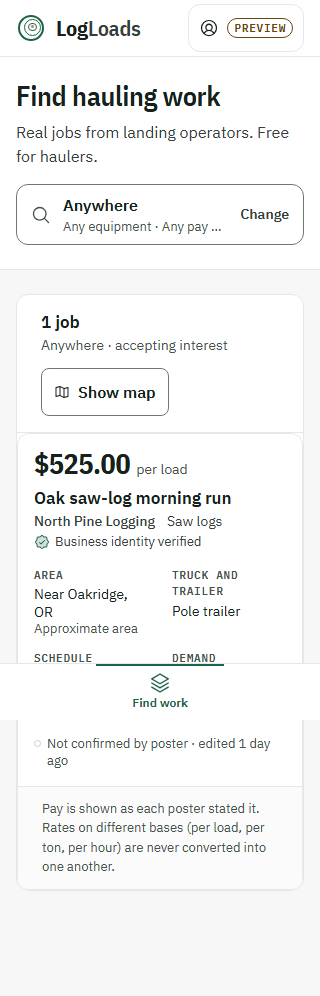 LogLoads
PREVIEW
Find hauling work
Real jobs from landing operators. Free
for haulers.
Anywhere
Any equipment · Any pay ...
Change
1 job
Anywhere · accepting interest
Show map
$525.00 per load
Oak saw-log morning run
North Pine Logging Saw logs
Business identity verified
AREA
Near Oakridge,
OR
Approximate area
TRUCK AND
TRAILER
Pole trailer
SCHEDULE
DEMAND
Find work
Not confirmed by poster · edited 1 day
ago
Pay is shown as each poster stated it.
Rates on different bases (per load, per
ton, per hour) are never converted into
one another.